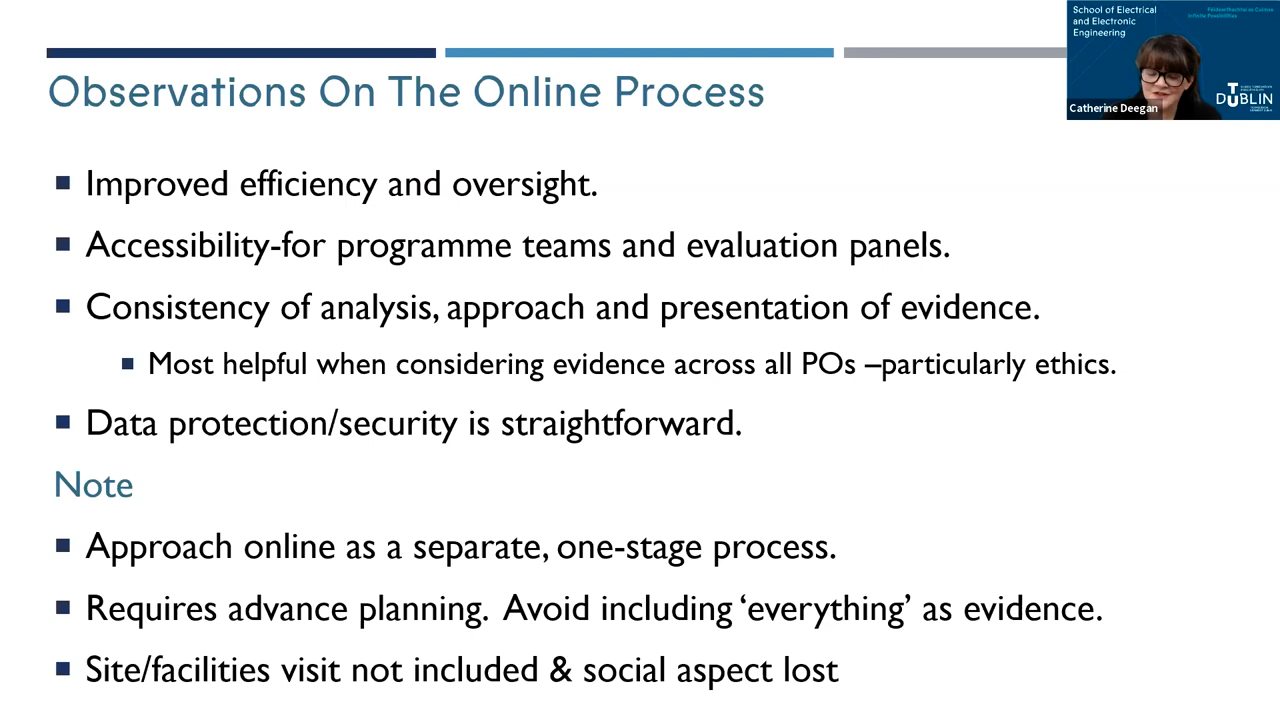 School of Electrical
and Electronic
Engineering
Infinite Possibilities
Catherine Deegan
DUBLIN
Observations On The Online Process
Improved efficiency and oversight.
Accessibility-for programme teams and evaluation panels.
Consistency of analysis, approach and presentation of evidence.
Most helpful when considering evidence across all POs –particularly ethics.
Data protection/security is straightforward.
Note
Approach online as a separate, one-stage process.
Requires advance planning.  Avoid including ‘everything’ as evidence.
Site/facilities visit not included & social aspect lost